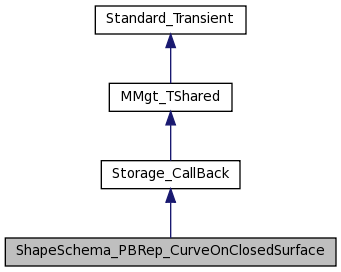 Standard_Transient
MMgt_TShared
Storage_CallBack
ShapeSchema_PBRep_CurveOnClosedSurface